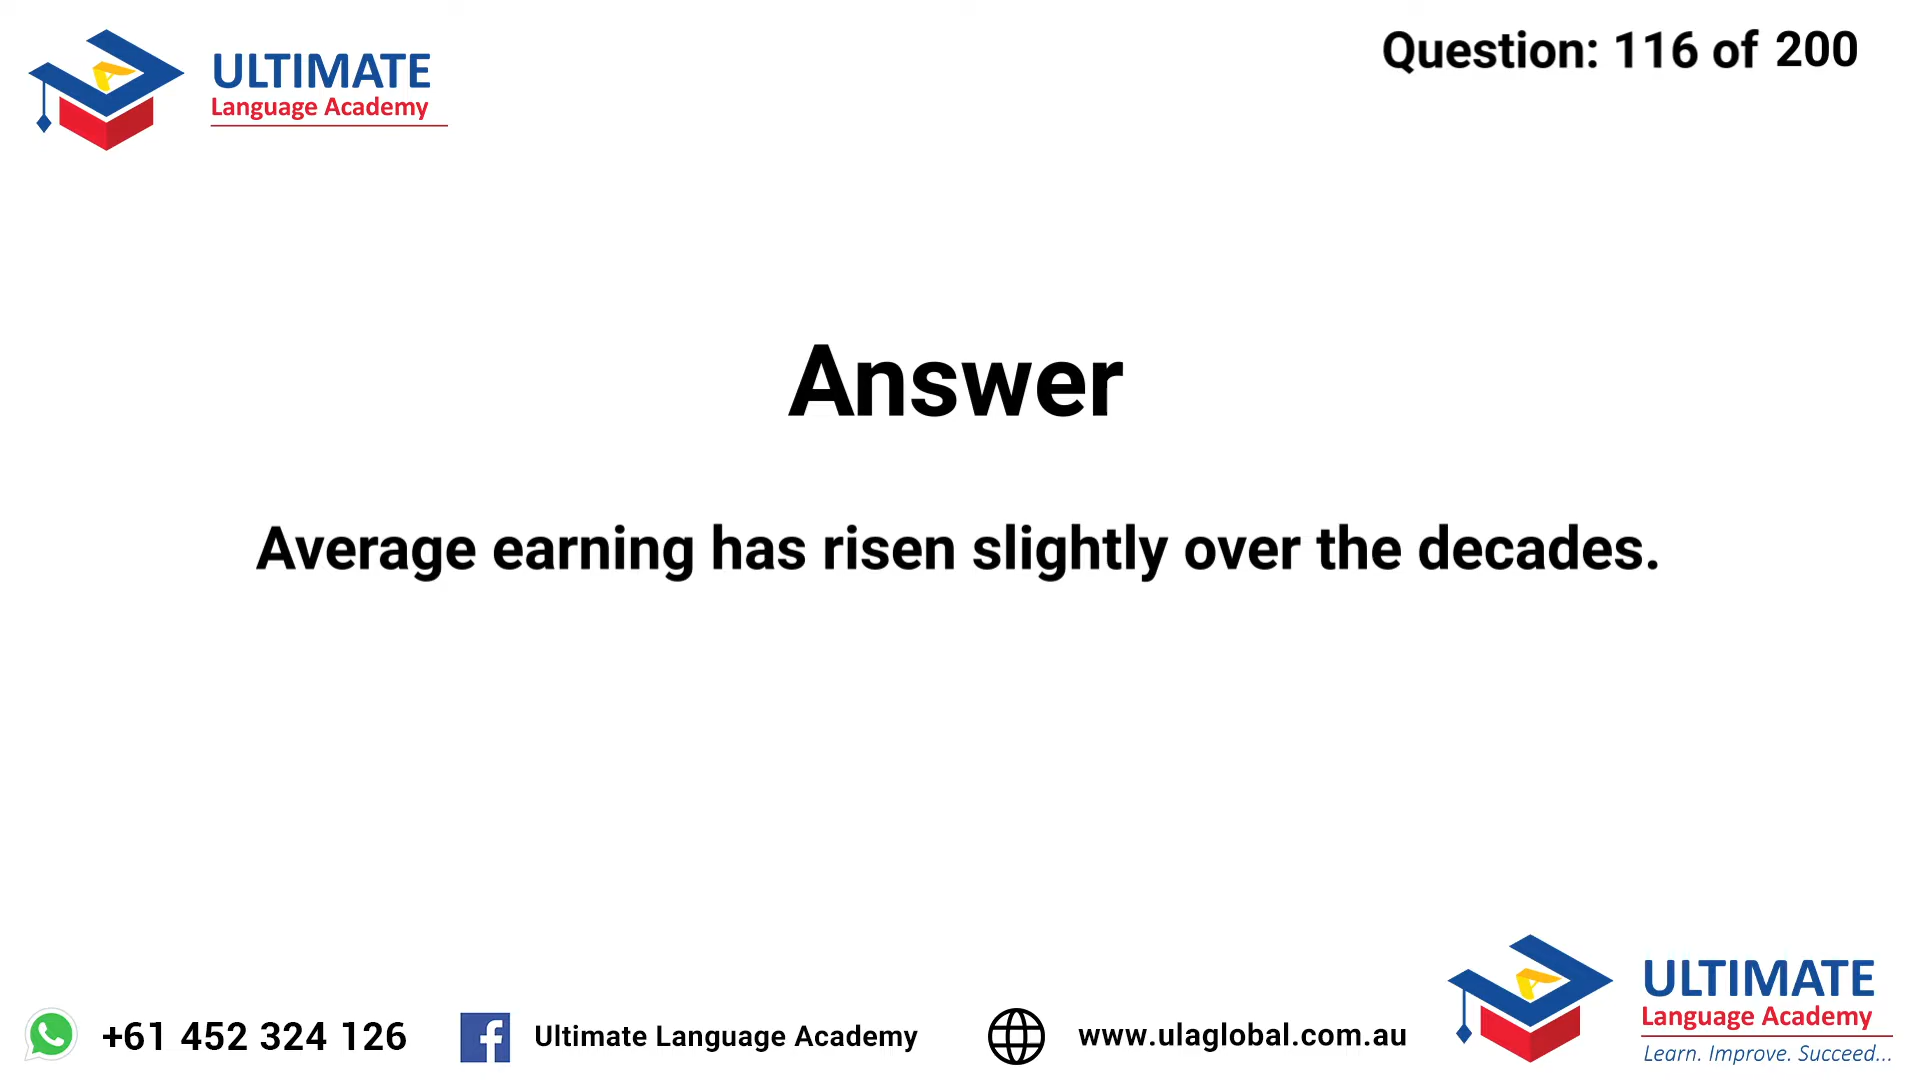 ULTIMATE
Language Academy
Question: 116 of 200
Answer
Average earning has risen slightly over the decades.
+61 452 324 126
Ultimate Language Academy
www.ulaglobal.com.au
ULTIMATE
Language Academy
Learn. Improve. Succeed...